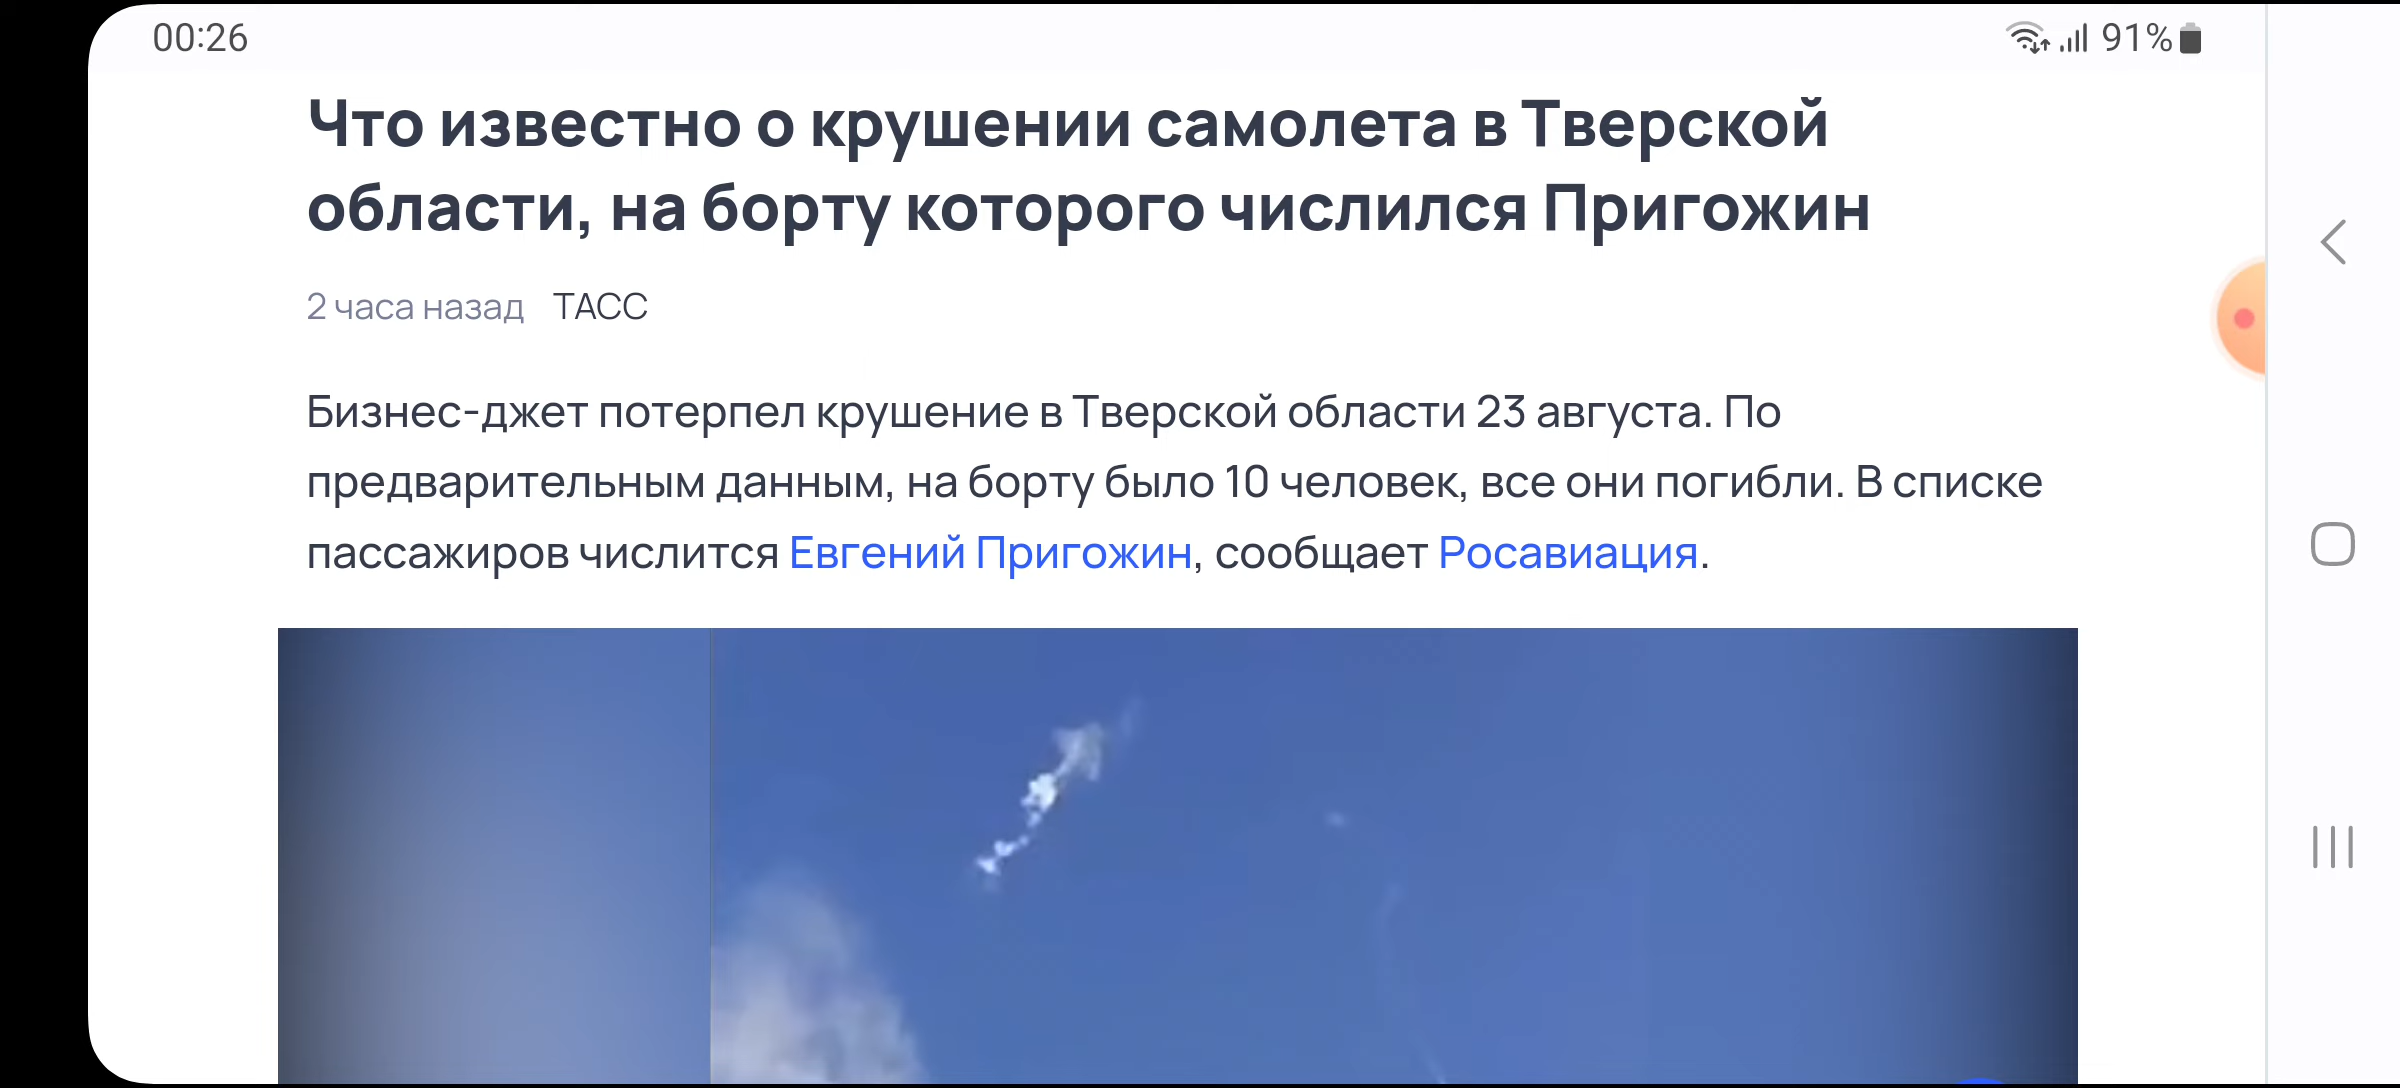 00:26
91%
Что известно о крушении самолета в Тверской
области, на борту которого числился Пригожин
2 часа назад ТАСС
Бизнес-джет потерпел крушение в Тверской области 23 августа. По
предварительным данным, на борту было 10 человек, все они погибли. В списке
пассажиров числится Евгений Пригожин, сообщает Росавиация.